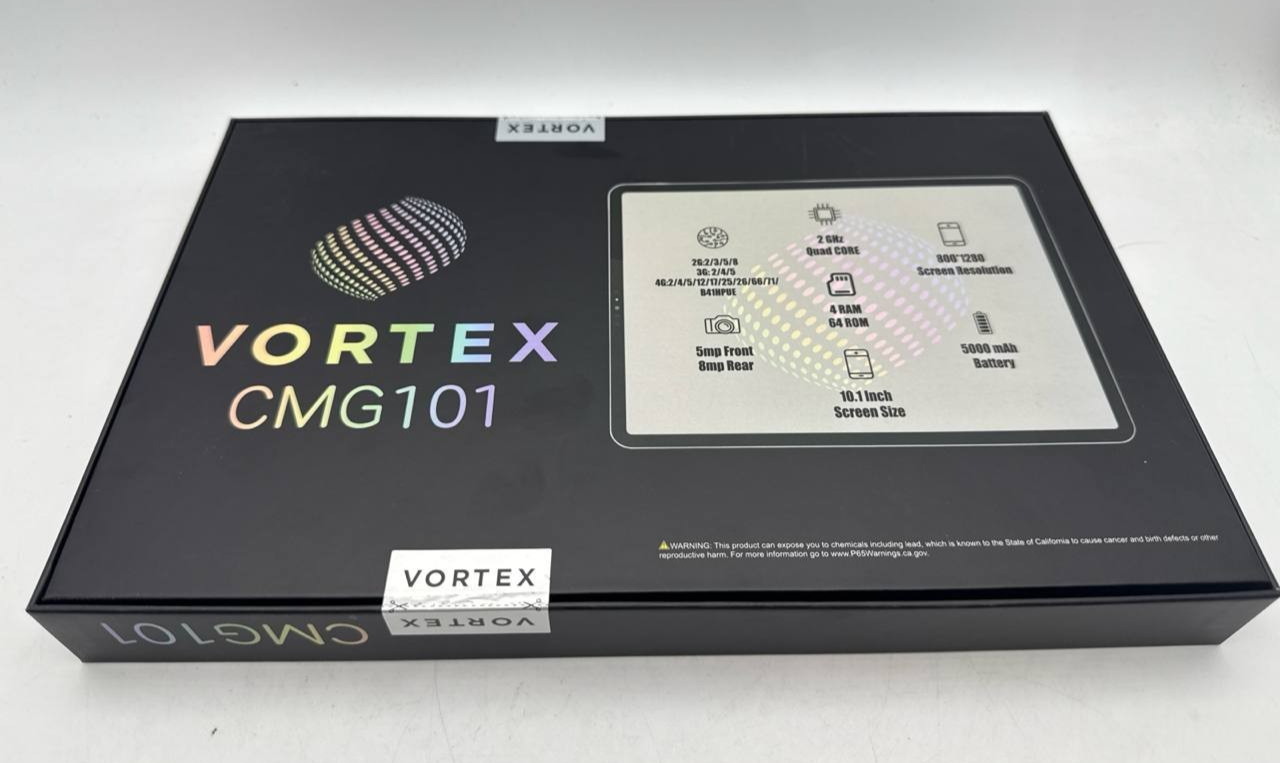 VORTEX
VORTEX
CMG101
2 GHz
Quad CORE
2G:2/3/5/8
3G: 2/4/5
4G:2/4/5/12/17/25/26/66/71/
B41HPUE
800*1280
Screen Resolution
4 RAM
64 ROM
5mp Front
8mp Rear
5000 mAh
Battery
10.1 Inch
Screen Size
WARNING: This product can expose you to chemicals including lead, which is known to the State of California to cause cancer and birth defects or other
reproductive harm. For more information go to www.P65Warnings.ca.gov.
VORTEX
VORTEX
CMG101